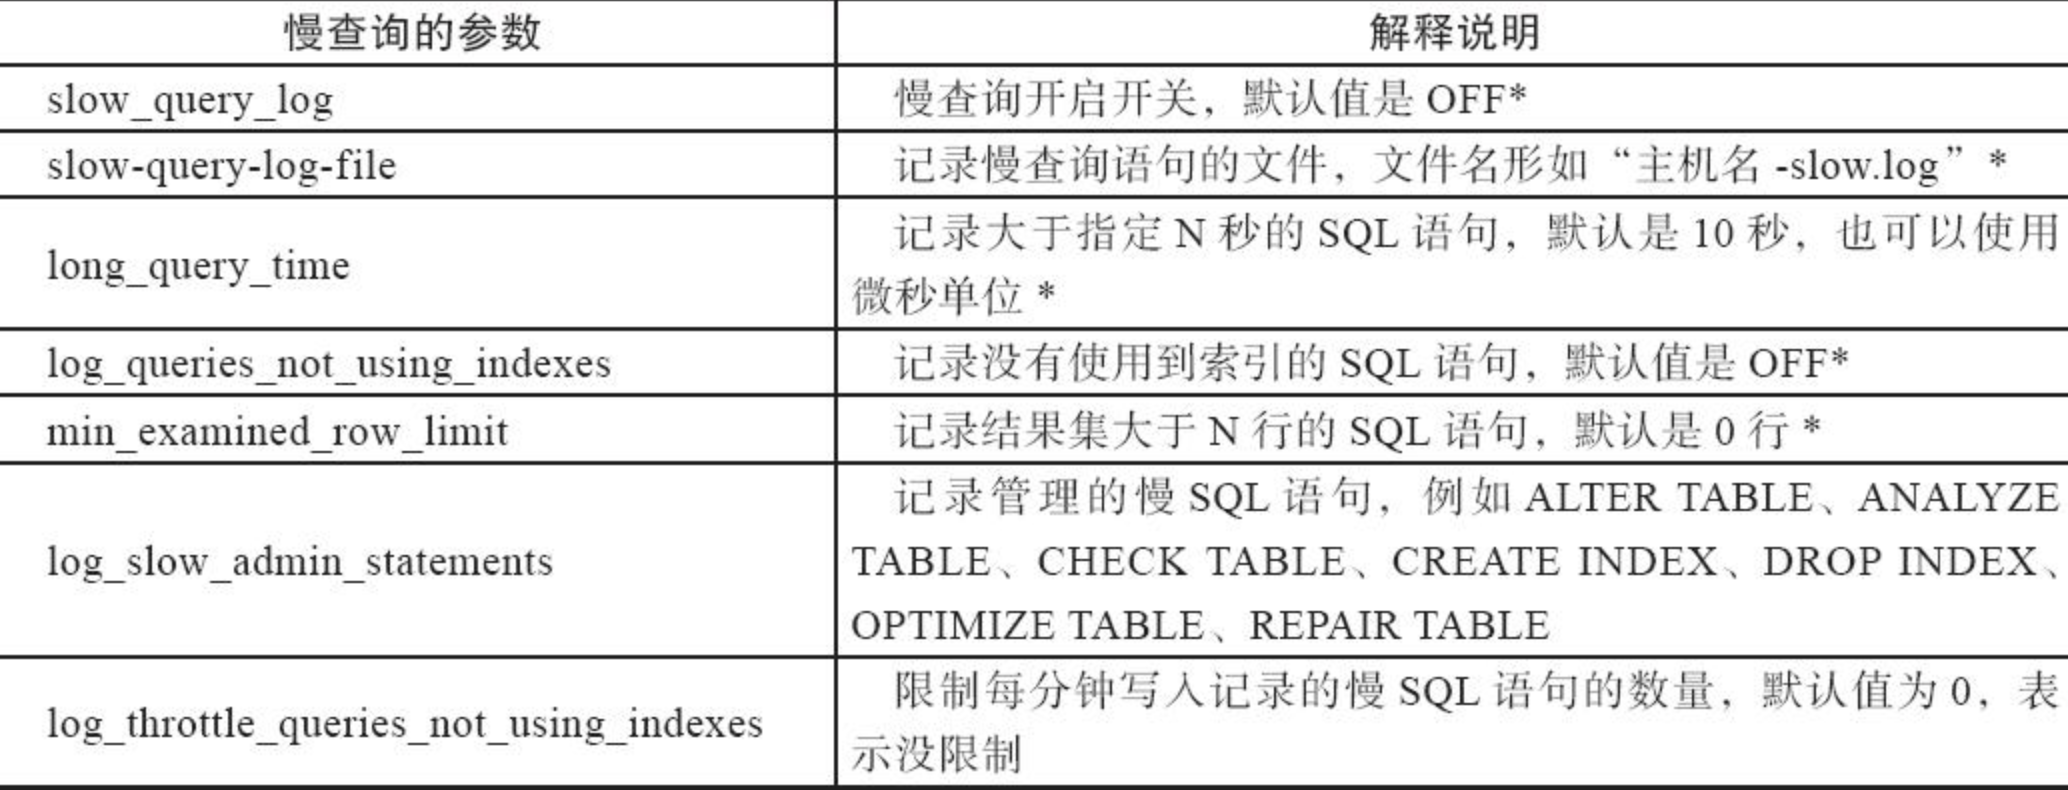 慢查询的参数
解释说明
slow_query_log
慢查询开启开关，默认值是 OFF*
slow-query-log-file
记录慢查询语句的文件，文件名形如“主机名 -slow.log”*
long_query_time
记录大于指定 N 秒的 SQL 语句，默认是 10 秒，也可以使用
微秒单位 *
log_queries_not_using_indexes
记录没有使用到索引的 SQL 语句，默认值是 OFF*
min_examined_row_limit
记录结果集大于 N 行的 SQL 语句，默认是 0 行 *
log_slow_admin_statements
记录管理的慢 SQL 语句，例如 ALTER TABLE、ANALYZE
TABLE、CHECK TABLE、CREATE INDEX、DROP INDEX、
OPTIMIZE TABLE、REPAIR TABLE
log_throttle_queries_not_using_indexes
限制每分钟写入记录的慢 SQL 语句的数量，默认值为 0，表
示没限制